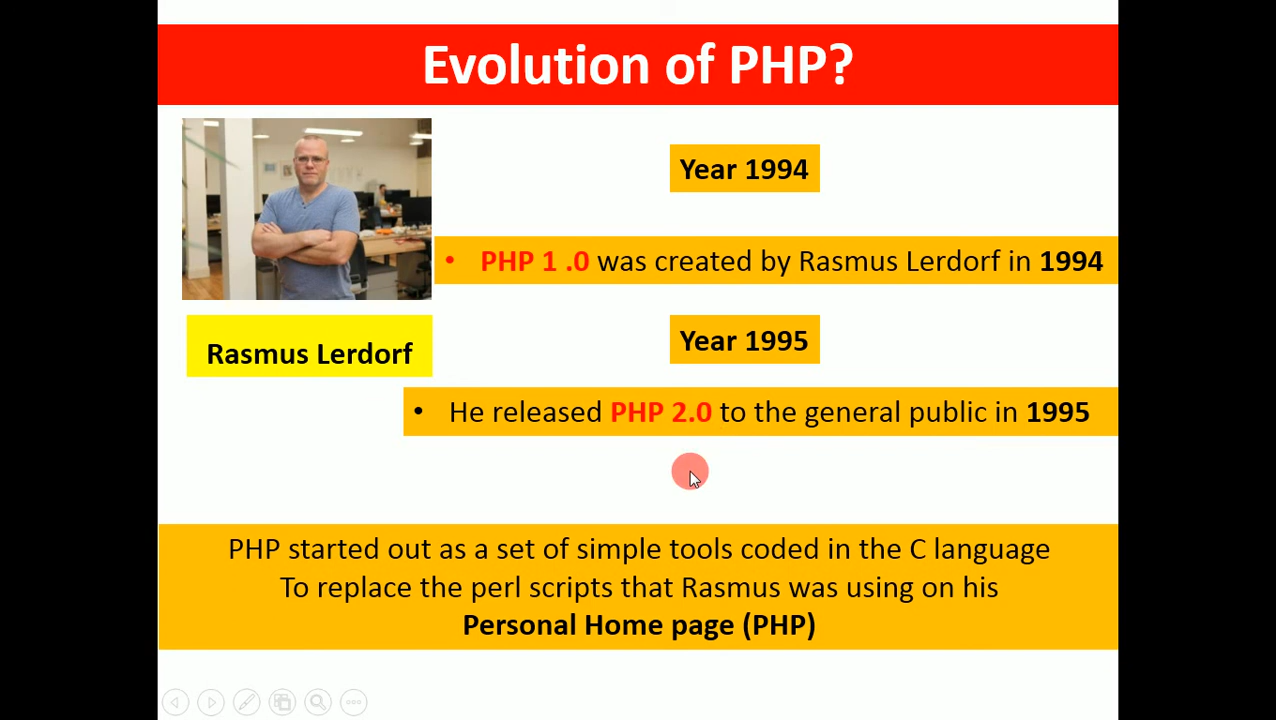 Evolution of PHP?
Year 1994
• PHP 1 .0 was created by Rasmus Lerdorf in 1994
Rasmus Lerdorf
Year 1995
• He released PHP 2.0 to the general public in 1995
PHP started out as a set of simple tools coded in the C language
To replace the perl scripts that Rasmus was using on his
Personal Home page (PHP)